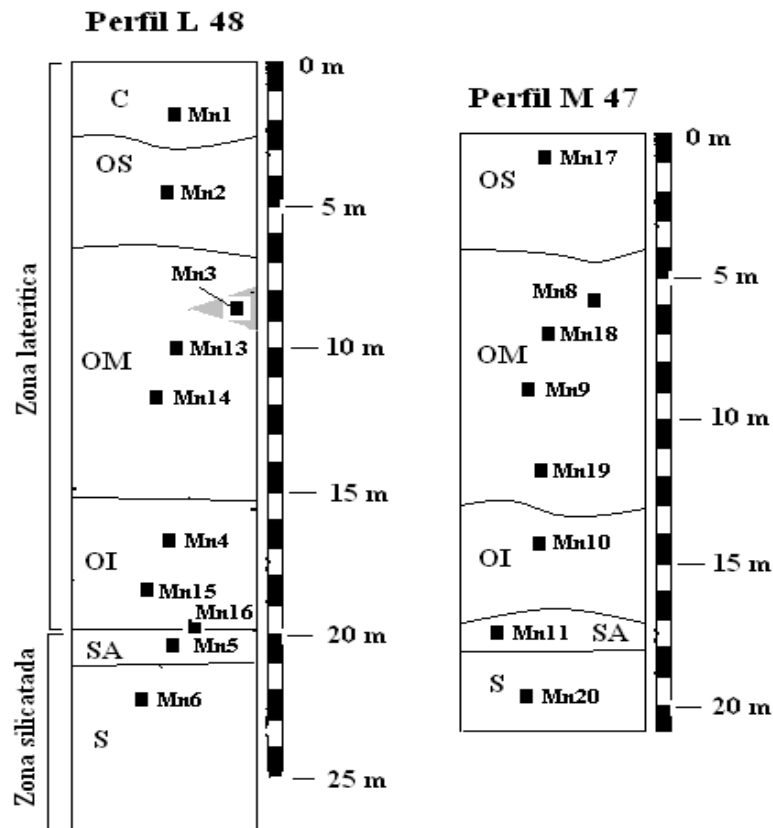 Perfil L 48
0 m
C
Mn1
OS
Mn2
5 m
Mn3
Mn13
10 m
OM
Mn14
15 m
Mn4
OI
Mn15
Mn16
20 m
SA
Mn5
Mn6
S
25 m
Zona laterítica
Zona silicatada
Perfil M 47
0 m
Mn17
OS
5 m
Mn8
Mn18
OM
Mn9
10 m
Mn19
Mn10
OI
15 m
Mn11
SA
S
Mn20
20 m